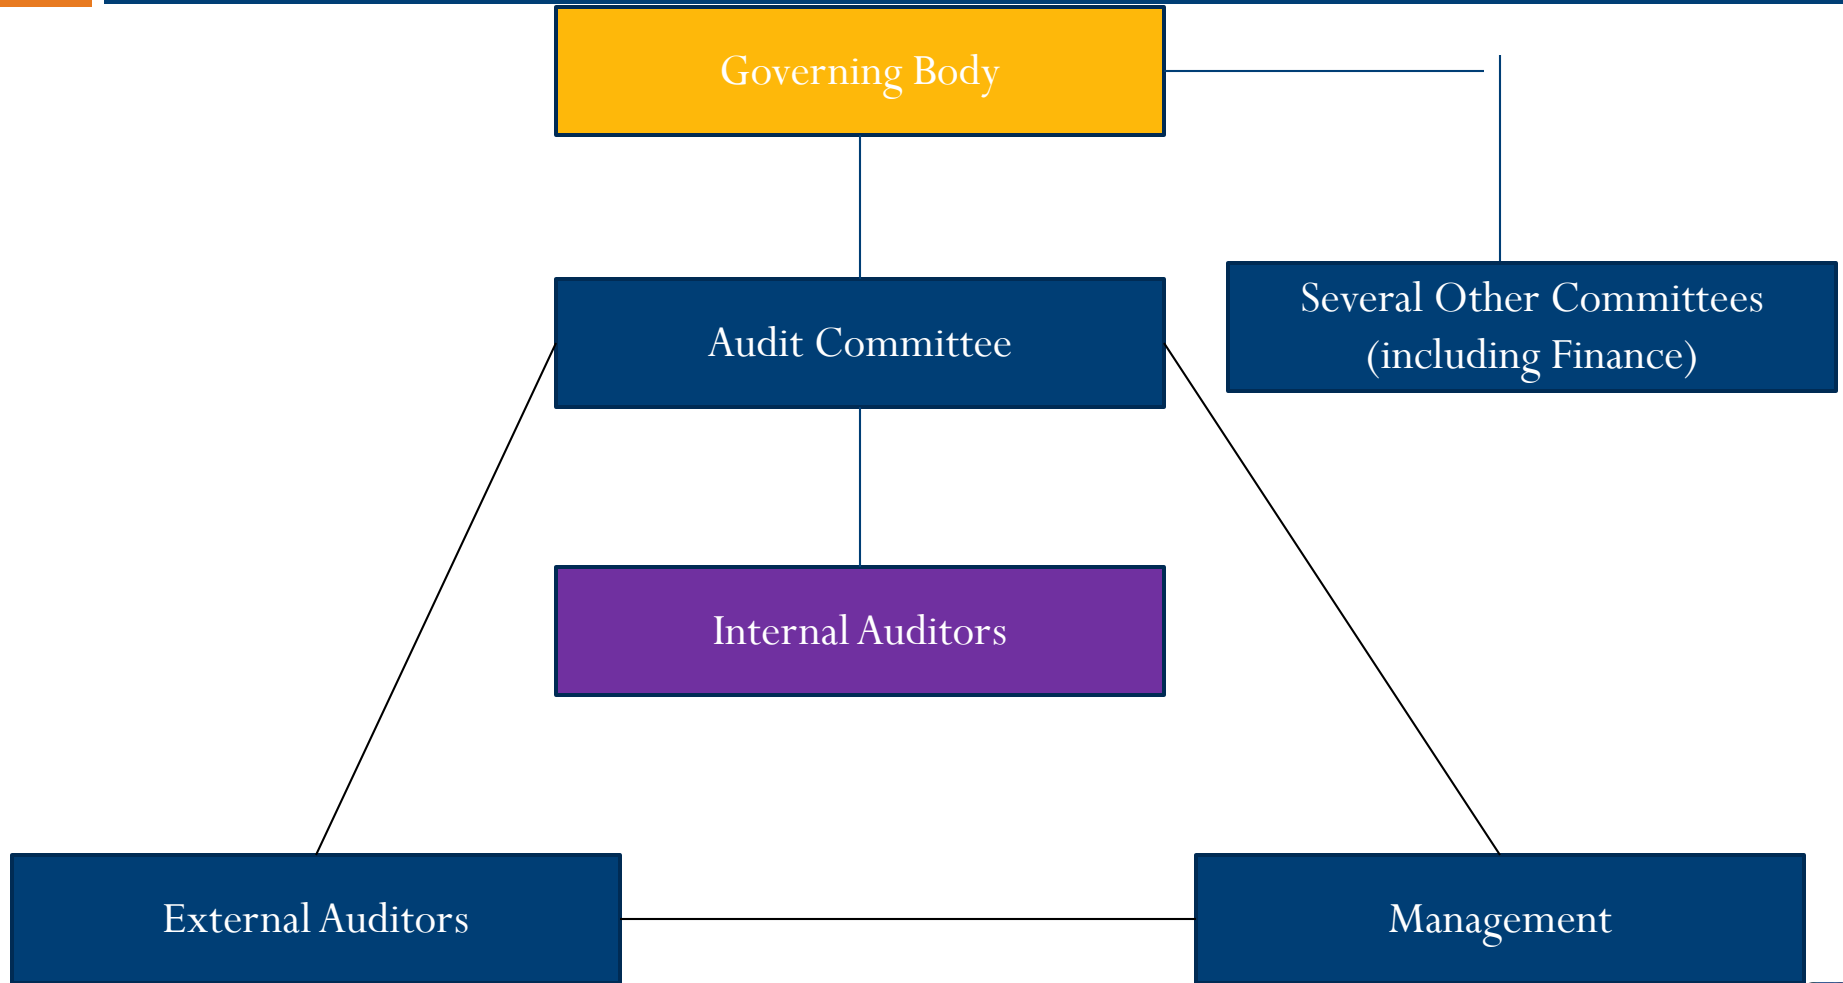 Governing Body
Audit Committee
Several Other Committees
(including Finance)
Internal Auditors
External Auditors
Management